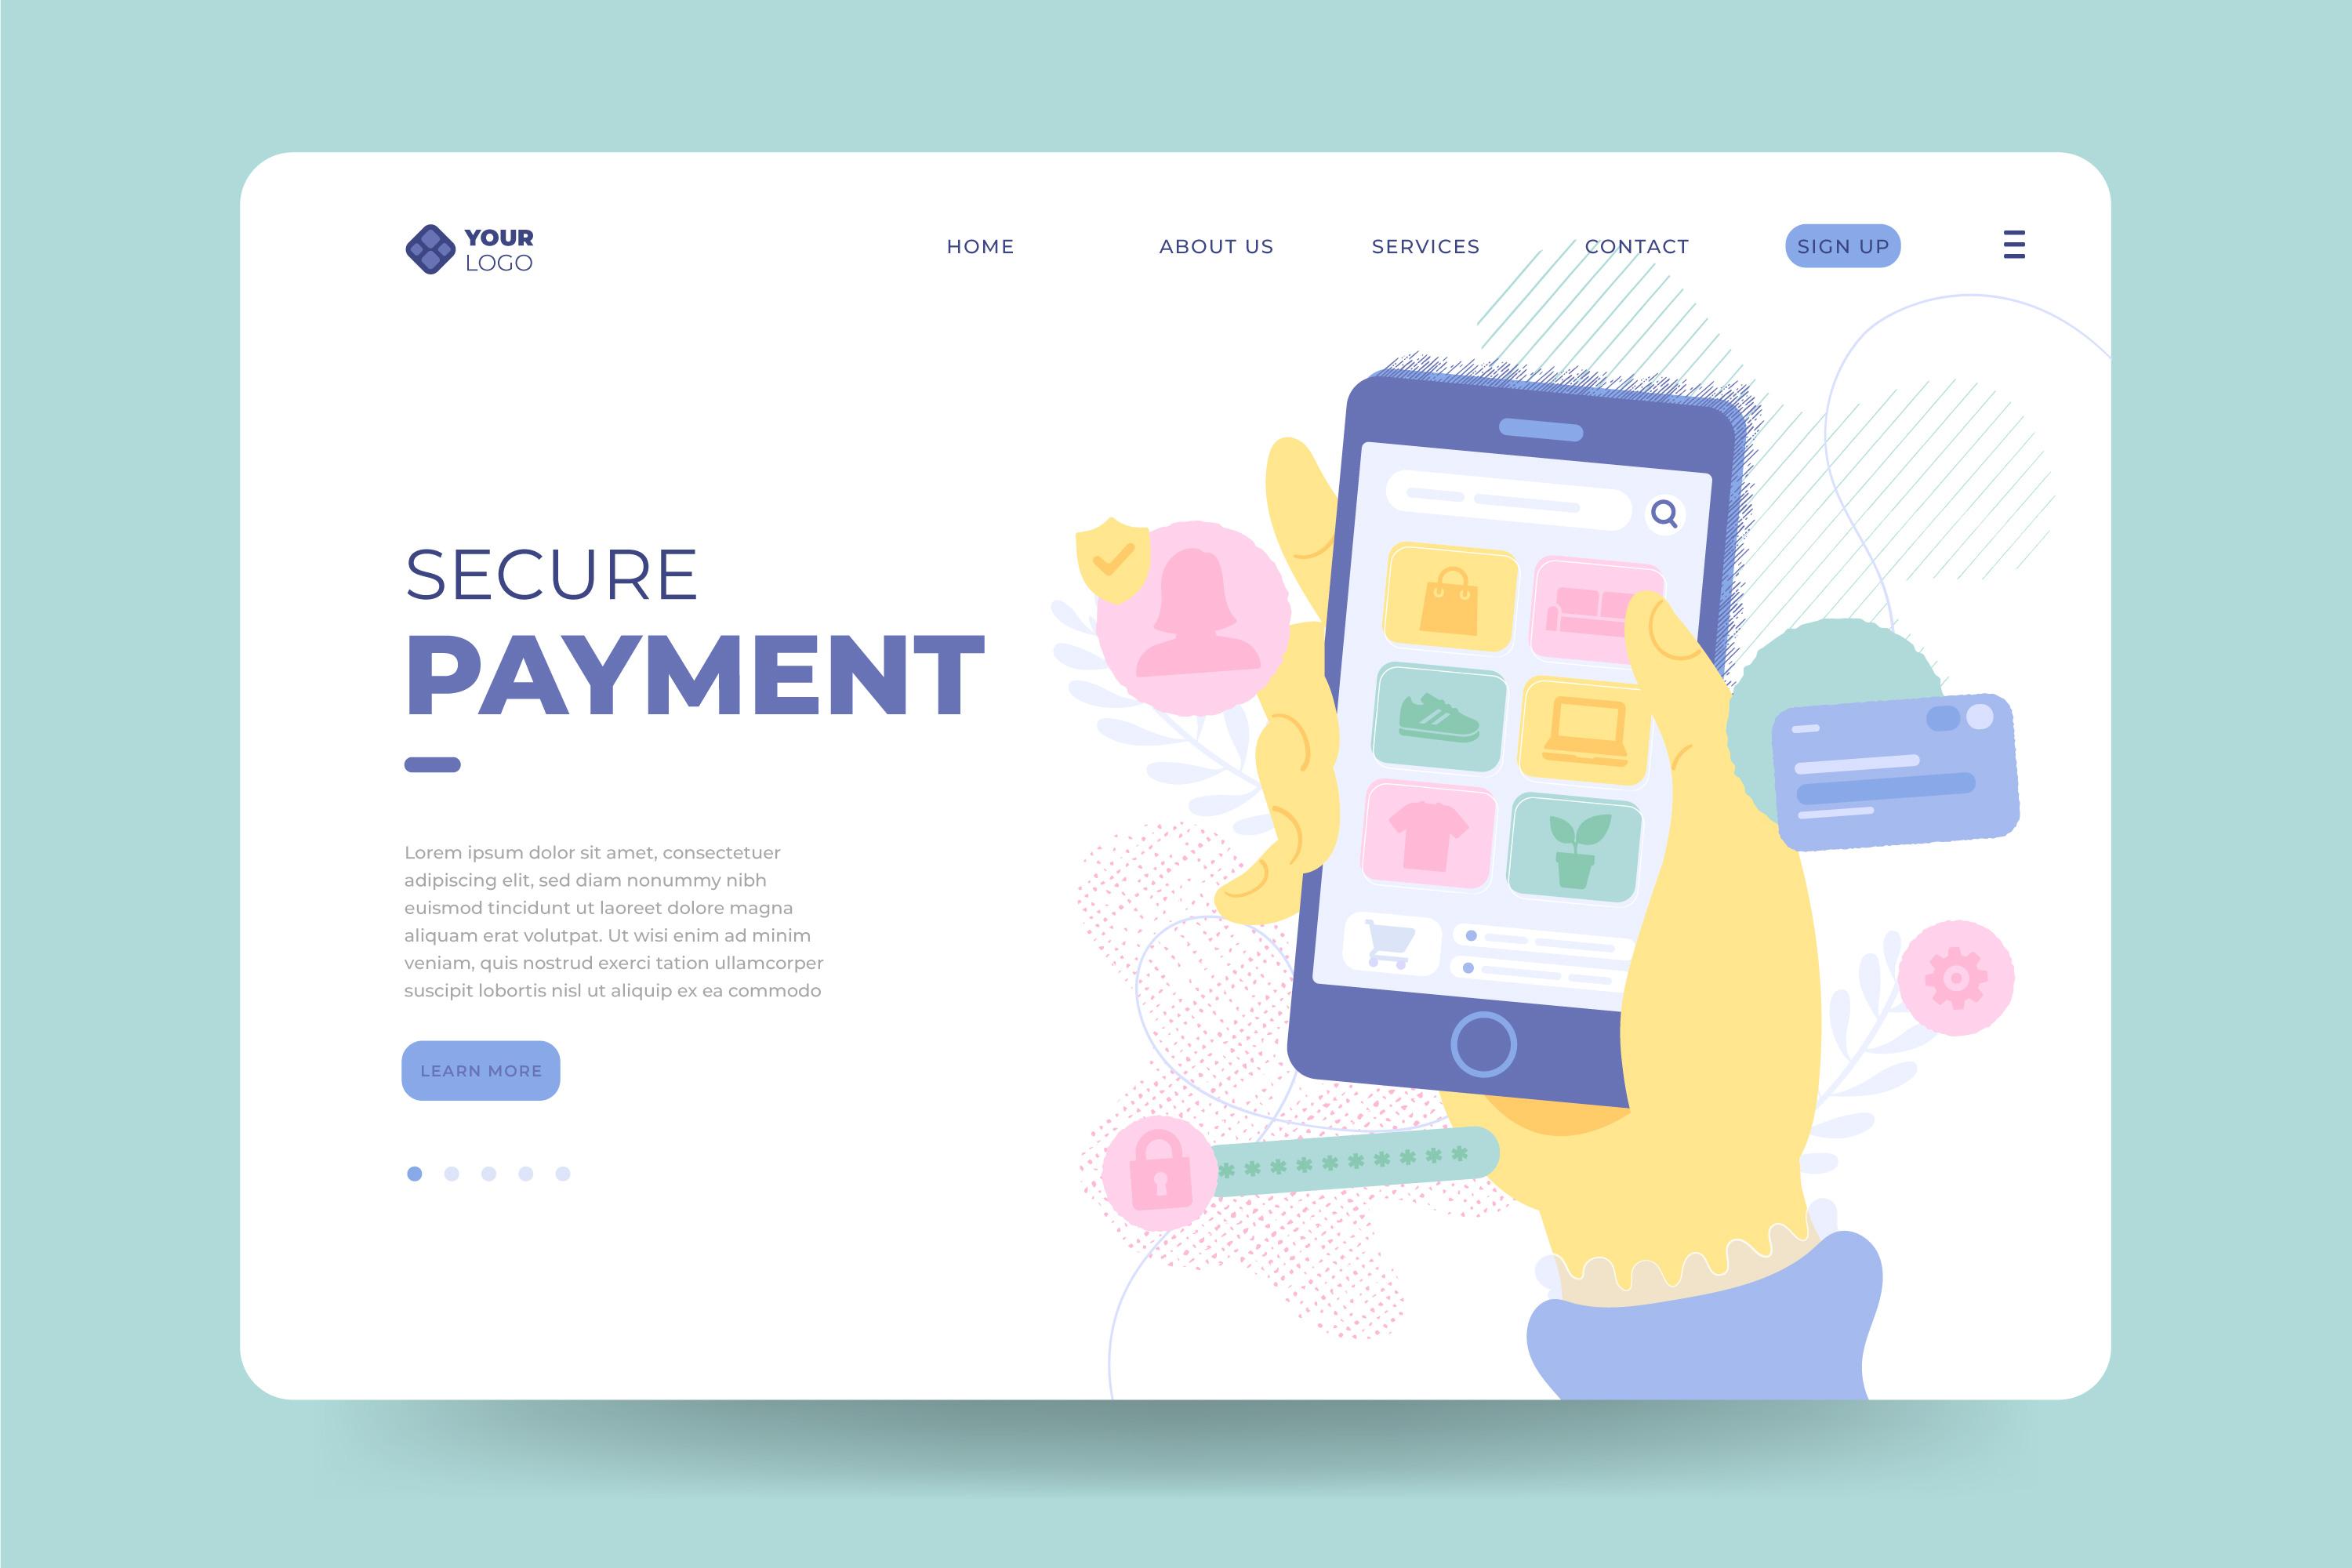 YOUR
LOGO
HOME ABOUT US SERVICES CONTACT SIGN UP
SECURE
PAYMENT
Lorem ipsum dolor sit amet, consectetuer
adipiscing elit, sed diam nonummy nibh
euismod tincidunt ut laoreet dolore magna
aliquam erat volutpat. Ut wisi enim ad minim
veniam, quis nostrud exerci tation ullamcorper
suscipit lobortis nisl ut aliquip ex ea commodo
LEARN MORE
**********